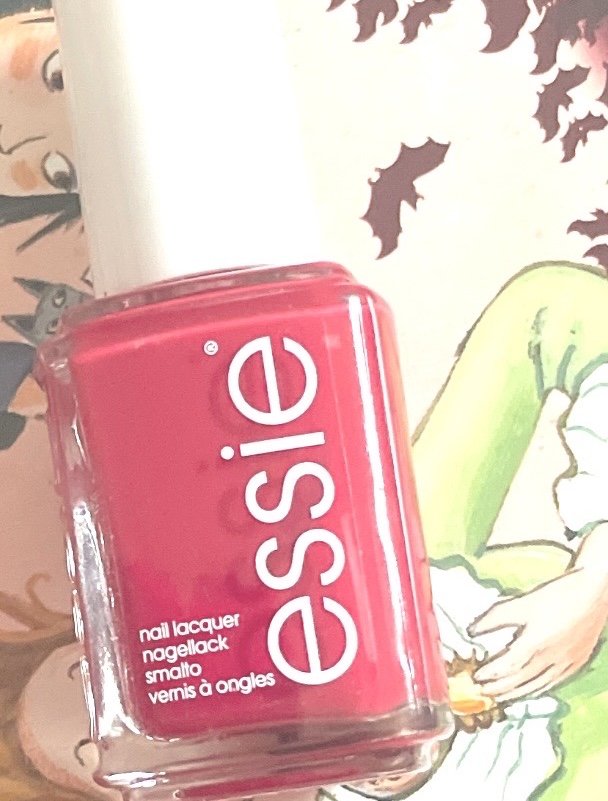 essie®
nail lacquer
nagellack
smalto
vernis à ongles